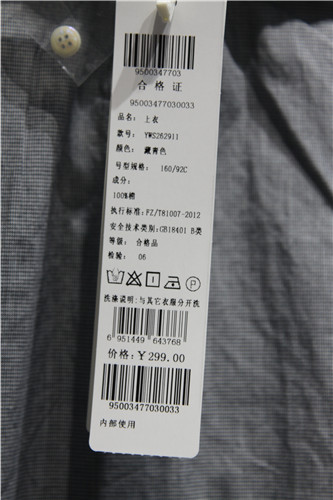 9500347703
合格证
95003477030033
品名：上衣
款号：YWS262911
颜色：藏青色
号型规格：160/92C
成分：
100%棉
执行标准：FZ/T81007-2012
安全技术类别：GB18401 B类
等级：合格品
检验：06
洗涤说明：与其它衣服分开洗
6 951449 643768
价格：￥299.00
95003477030033
内部使用